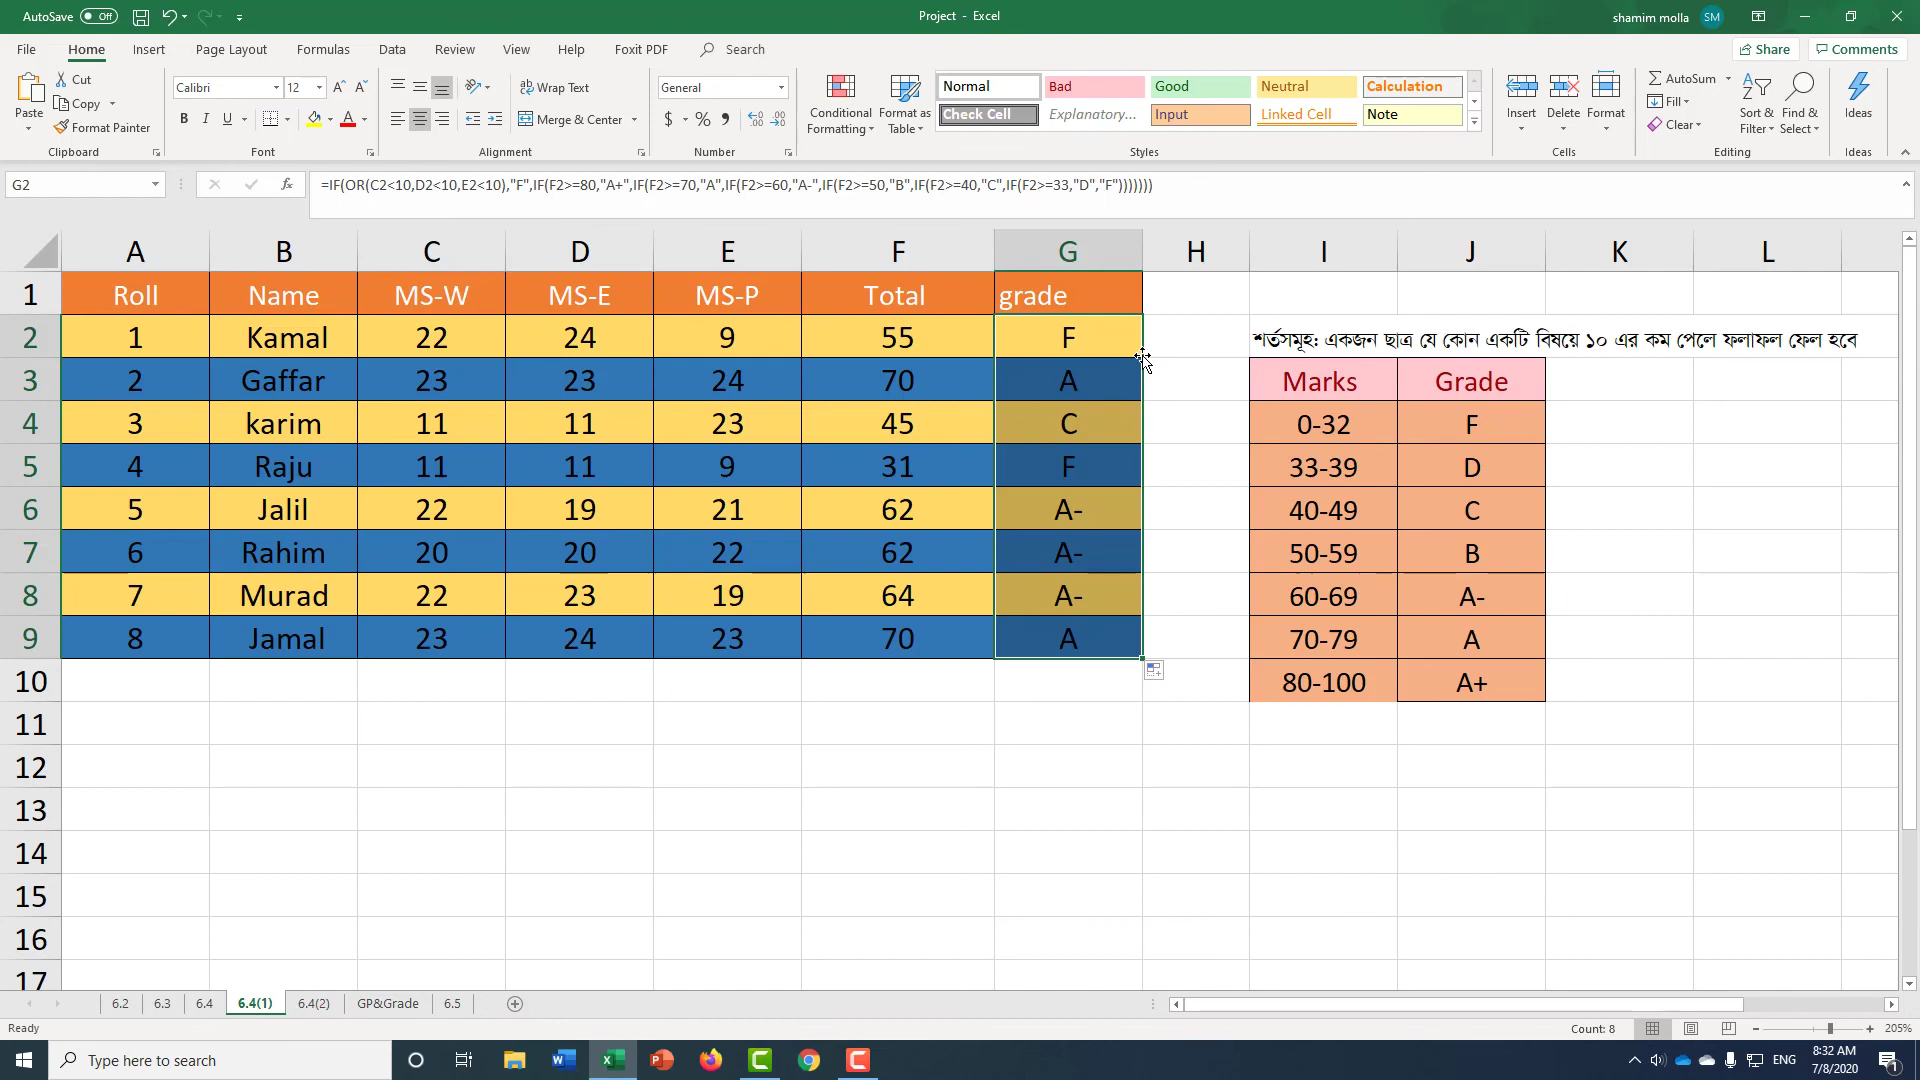 AutoSave Off
Project - Excel
shamim molla SM
File Home Insert Page Layout Formulas Data Review View Help Foxit PDF Search
Share Comments
Paste
Cut
Copy
Format Painter
Clipboard
Calibri 12
B I U
Font
Wrap Text
Merge & Center
Alignment
General
Number
Conditional Formatting
Format as Table
Normal Bad Good Neutral Calculation
Check Cell Explanatory... Input Linked Cell Note
Styles
Insert Delete Format
Cells
AutoSum
Fill
Clear
Sort & Filter
Find & Select
Editing
Ideas
Ideas
G2
=IF(OR(C2<10,D2<10,E2<10),"F",IF(F2>=80,"A+",IF(F2>=70,"A",IF(F2>=60,"A-",IF(F2>=50,"B",IF(F2>=40,"C",IF(F2>=33,"D","F")))))))
A B C D E F G H I J K L
1 Roll Name MS-W MS-E MS-P Total grade
2 1 Kamal 22 24 9 55 F শর্তসমূহ: একজন ছাত্র যে কোন একটি বিষয়ে ১০ এর কম পেলে ফলাফল ফেল হবে
3 2 Gaffar 23 23 24 70 A Marks Grade
4 3 karim 11 11 23 45 C 0-32 F
5 4 Raju 11 11 9 31 F 33-39 D
6 5 Jalil 22 19 21 62 A- 40-49 C
7 6 Rahim 20 20 22 62 A- 50-59 B
8 7 Murad 22 23 19 64 A- 60-69 A-
9 8 Jamal 23 24 23 70 A 70-79 A
10 80-100 A+
11
12
13
14
15
16
17
6.2 6.3 6.4 6.4(1) 6.4(2) GP&Grade 6.5
Ready
Count: 8
205%
Type here to search
ENG
8:32 AM
7/8/2020
1